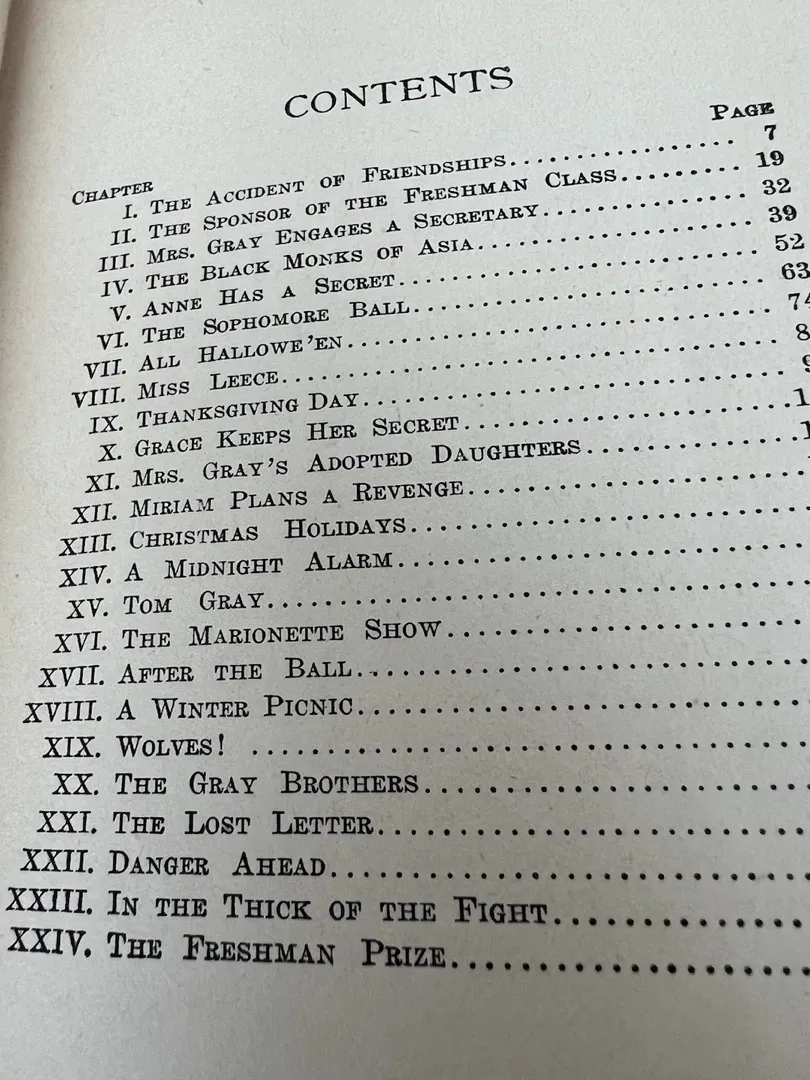 CONTENTS
CHAPTER PAGE
I. THE ACCIDENT OF FRIENDSHIPS 7
II. THE SPONSOR OF THE FRESHMAN CLASS 19
III. MRS. GRAY ENGAGES A SECRETARY 32
IV. THE BLACK MONKS OF ASIA 39
V. ANNE HAS A SECRET 52
VI. THE SOPHOMORE BALL 63
VII. ALL HALLOWE'EN
VIII. MISS LEECE
IX. THANKSGIVING DAY
X. GRACE KEEPS HER SECRET
XI. MRS. GRAY'S ADOPTED DAUGHTERS
XII. MIRIAM PLANS A REVENGE
XIII. CHRISTMAS HOLIDAYS
XIV. A MIDNIGHT ALARM
XV. TOM GRAY
XVI. THE MARIONETTE SHOW
XVII. AFTER THE BALL
XVIII. A WINTER PICNIC
XIX. WOLVES!
XX. THE GRAY BROTHERS
XXI. THE LOST LETTER
XXII. DANGER AHEAD
XXIII. IN THE THICK OF THE FIGHT
XXIV. THE FRESHMAN PRIZE